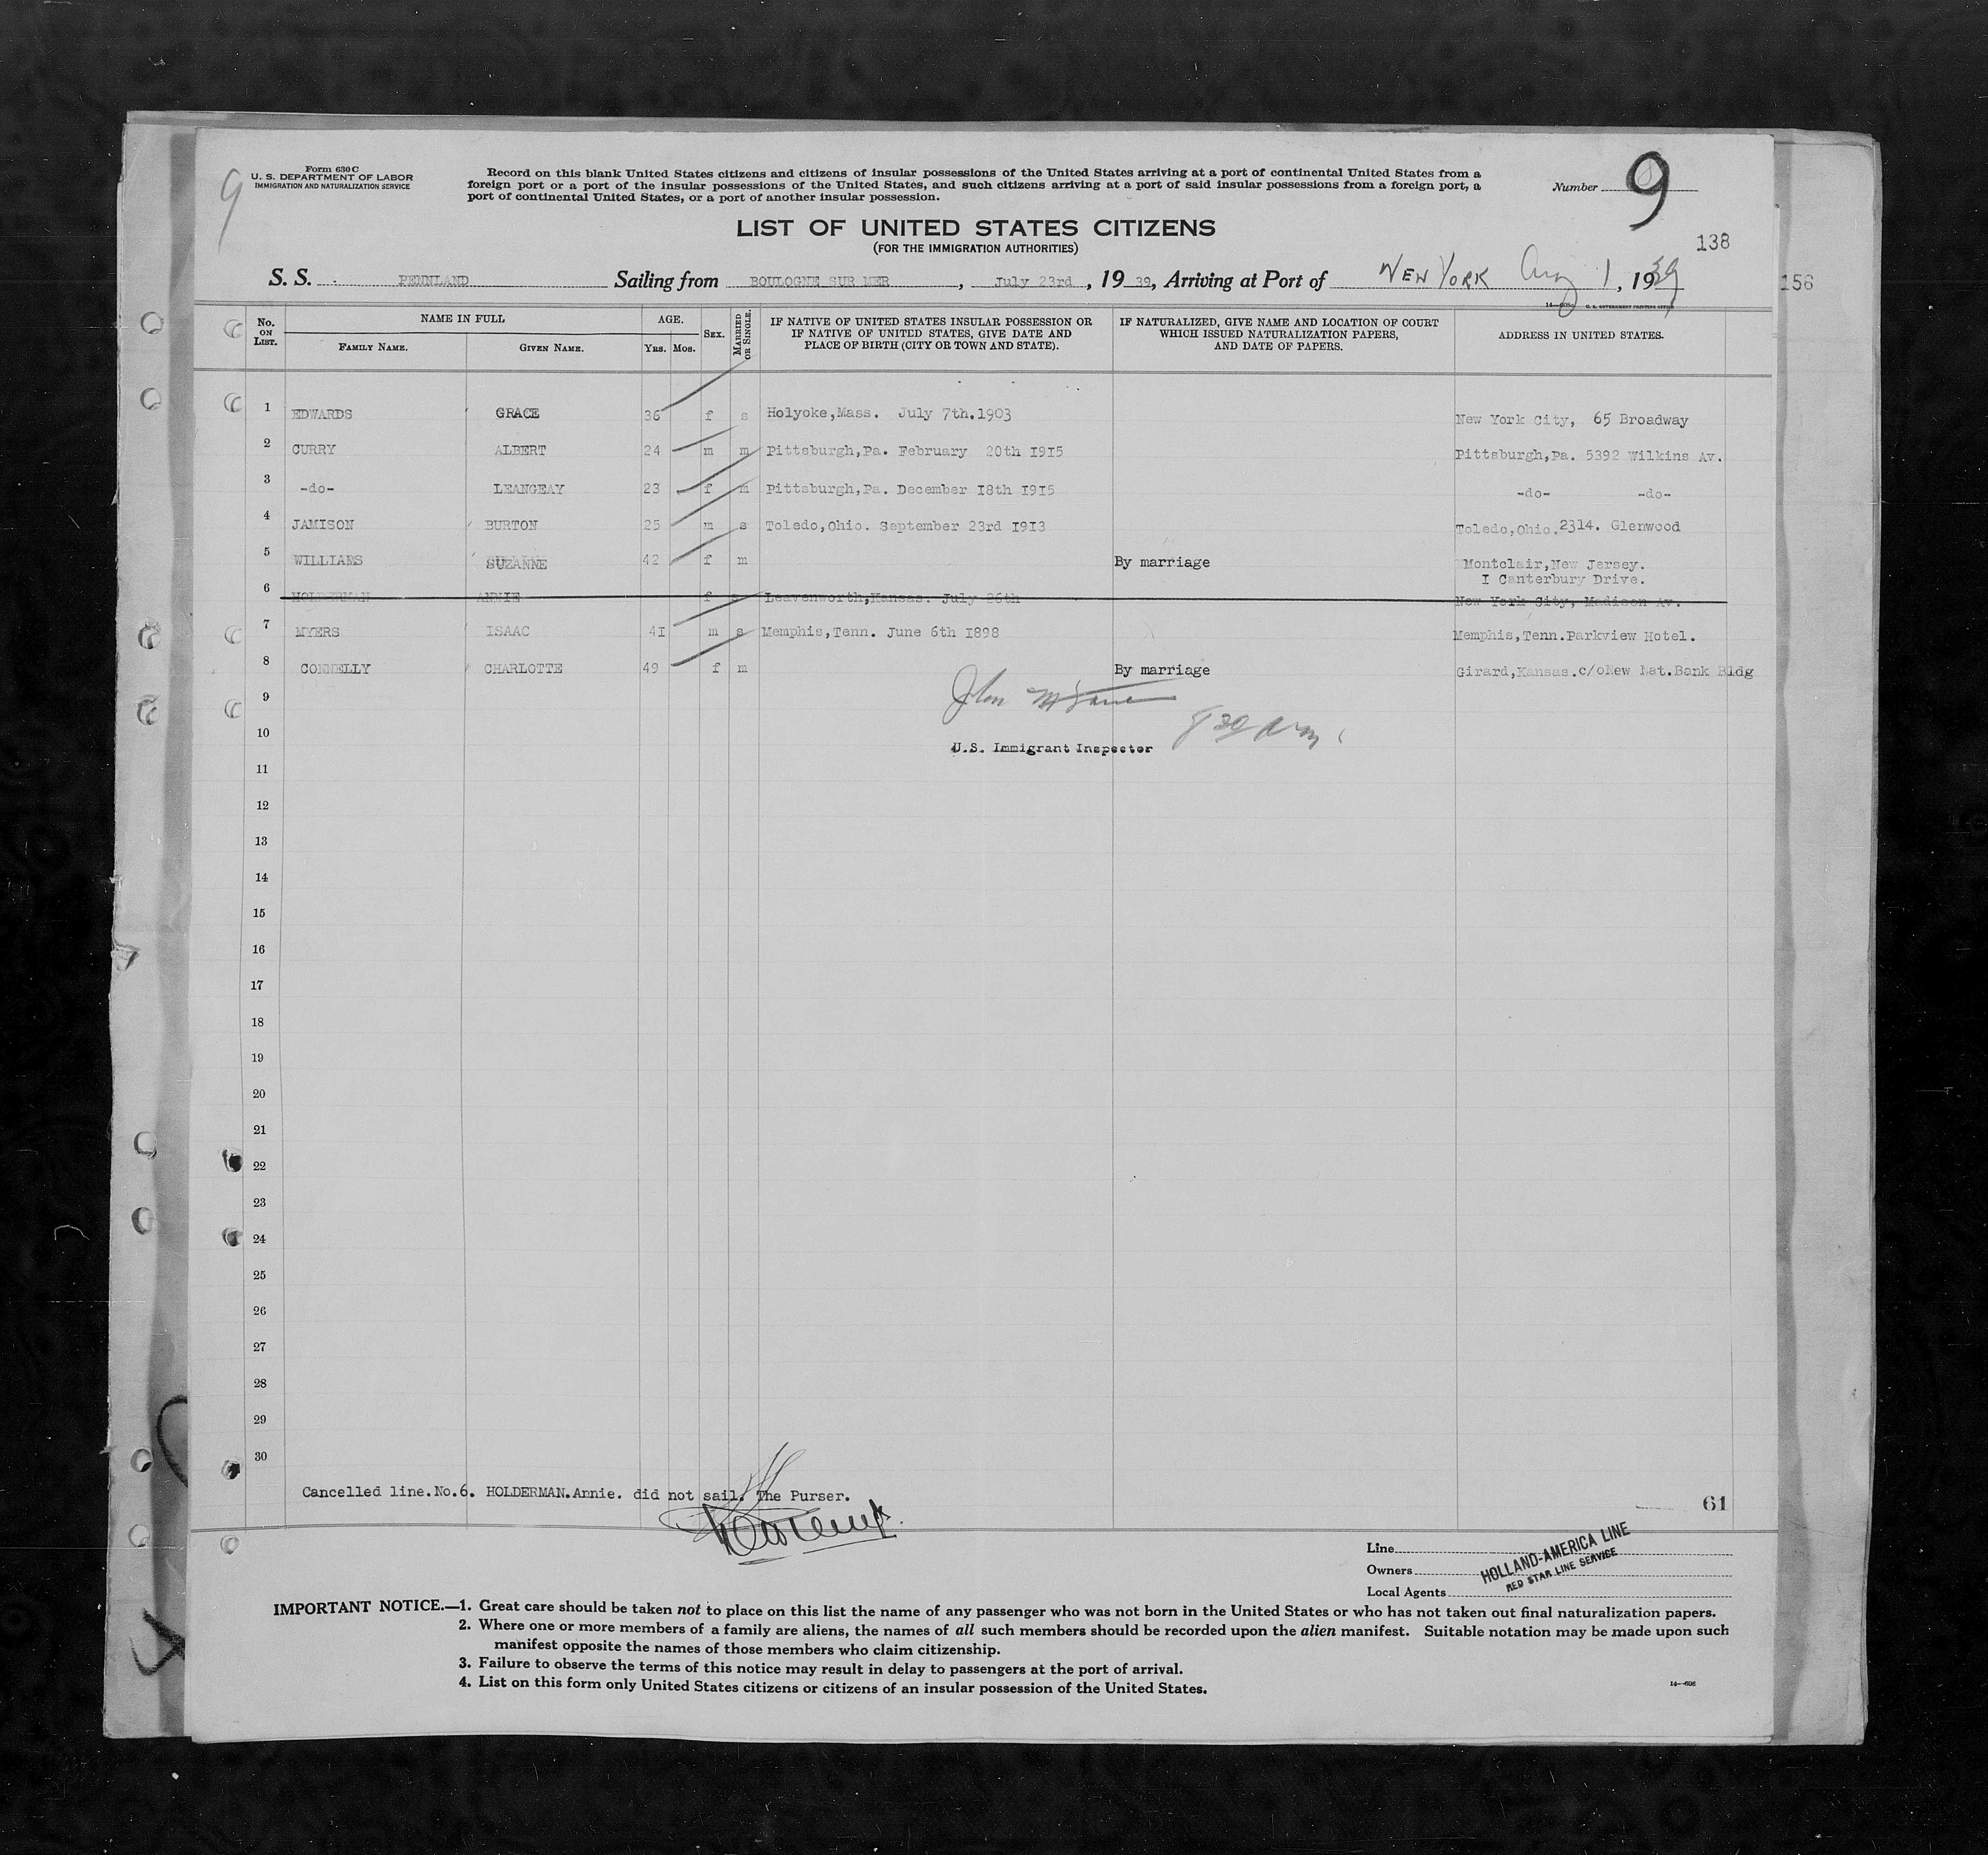 9
Form 630 C
U. S. DEPARTMENT OF LABOR
IMMIGRATION AND NATURALIZATION SERVICE
Record on this blank United States citizens and citizens of insular possessions of the United States arriving at a port of continental United States from a
foreign port or a port of the insular possessions of the United States, and such citizens arriving at a port of said insular possessions from a foreign port, a
port of continental United States, or a port of another insular possession.
Number 9
LIST OF UNITED STATES CITIZENS
(FOR THE IMMIGRATION AUTHORITIES)
138
S. S. PENNLAND Sailing from BOULOGNE SUR MER, July 23rd, 19 39, Arriving at Port of NEW YORK Aug 1, 1939
156
U. S. GOVERNMENT PRINTING OFFICE
No. ON LIST. NAME IN FULL FAMILY NAME. GIVEN NAME. AGE. YRS. MOS. SEX. MARRIED OR SINGLE. IF NATIVE OF UNITED STATES INSULAR POSSESSION OR IF NATIVE OF UNITED STATES, GIVE DATE AND PLACE OF BIRTH (CITY OR TOWN AND STATE). IF NATURALIZED, GIVE NAME AND LOCATION OF COURT WHICH ISSUED NATURALIZATION PAPERS, AND DATE OF PAPERS. ADDRESS IN UNITED STATES.
1 EDWARDS GRACE 36 f s Holyoke,Mass. July 7th.1903 New York City, 65 Broadway
2 CURRY ALBERT 24 m m Pittsburgh,Pa. February 20th I9I5 Pittsburgh,Pa. 5392 Wilkins Av.
3 -do- LEANGEAY 23 f m Pittsburgh,Pa. December I8th I9I5 -do- -do-
4 JAMISON BURTON 25 m s Toledo,Ohio. September 23rd I9I3 Toledo,Ohio.2314. Glenwood
5 WILLIAMS SUZANNE 42 f m By marriage Montclair,New Jersey.
I Canterbury Drive.
6 HOLDERMAN ANNIE f Leavenworth,Kansas. July 26th New York City, Madison Av.
7 MYERS ISAAC 4I m s Memphis,Tenn. June 6th I898 Memphis,Tenn.Parkview Hotel.
8 CONNELLY CHARLOTTE 49 f m By marriage Girard,Kansas.c/oNew Nat.Bank Bldg
9
John
10
8 30 Am
U.S. Immigrant Inspector
11
12
13
14
15
16
17
18
19
20
21
22
23
24
25
26
27
28
29
30
Cancelled line.No.6. HOLDERMAN.Annie. did not sail. The Purser.
61
Line
Owners
Local Agents
HOLLAND-AMERICA LINE
RED STAR LINE SERVICE
IMPORTANT NOTICE.—1. Great care should be taken not to place on this list the name of any passenger who was not born in the United States or who has not taken out final naturalization papers.
2. Where one or more members of a family are aliens, the names of all such members should be recorded upon the alien manifest. Suitable notation may be made upon such
manifest opposite the names of those members who claim citizenship.
3. Failure to observe the terms of this notice may result in delay to passengers at the port of arrival.
4. List on this form only United States citizens or citizens of an insular possession of the United States.
14—606